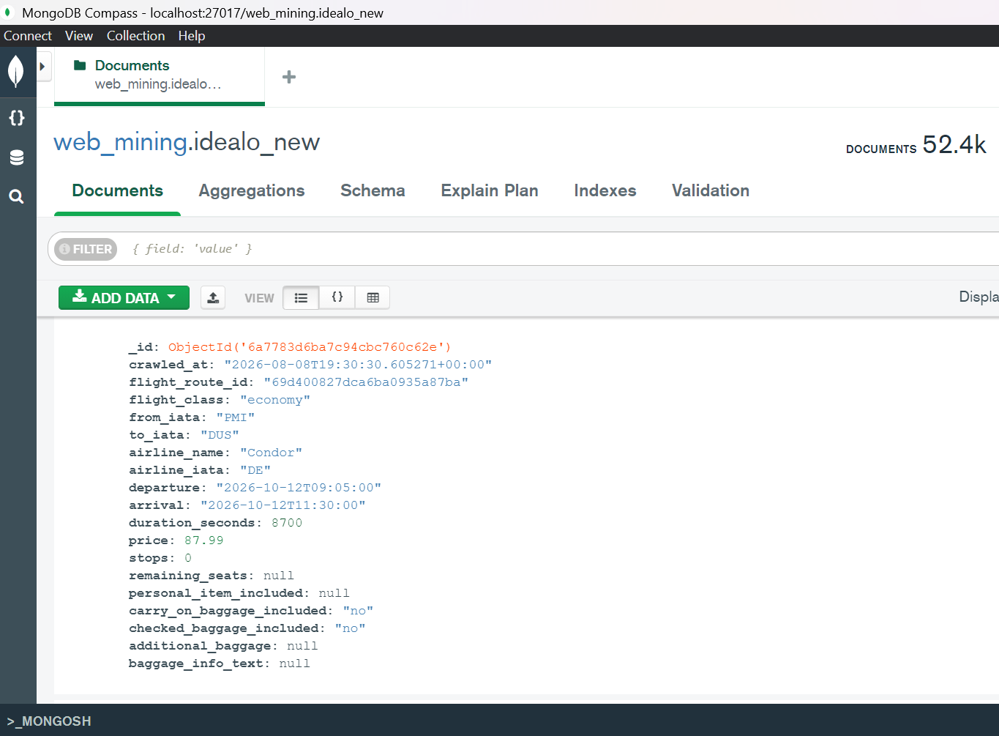 MongoDB Compass - localhost:27017/web_mining.idealo_new
Connect View Collection Help
Documents
web_mining.idealo...
web_mining.idealo_new
DOCUMENTS 52.4k
Documents Aggregations Schema Explain Plan Indexes Validation
FILTER { field: 'value' }
ADD DATA VIEW {} Displa
_id: ObjectId('6a7783d6ba7c94cbc760c62e')
crawled_at: "2026-08-08T19:30:30.605271+00:00"
flight_route_id: "69d400827dca6ba0935a87ba"
flight_class: "economy"
from_iata: "PMI"
to_iata: "DUS"
airline_name: "Condor"
airline_iata: "DE"
departure: "2026-10-12T09:05:00"
arrival: "2026-10-12T11:30:00"
duration_seconds: 8700
price: 87.99
stops: 0
remaining_seats: null
personal_item_included: null
carry_on_baggage_included: "no"
checked_baggage_included: "no"
additional_baggage: null
baggage_info_text: null
>_MONGOSH